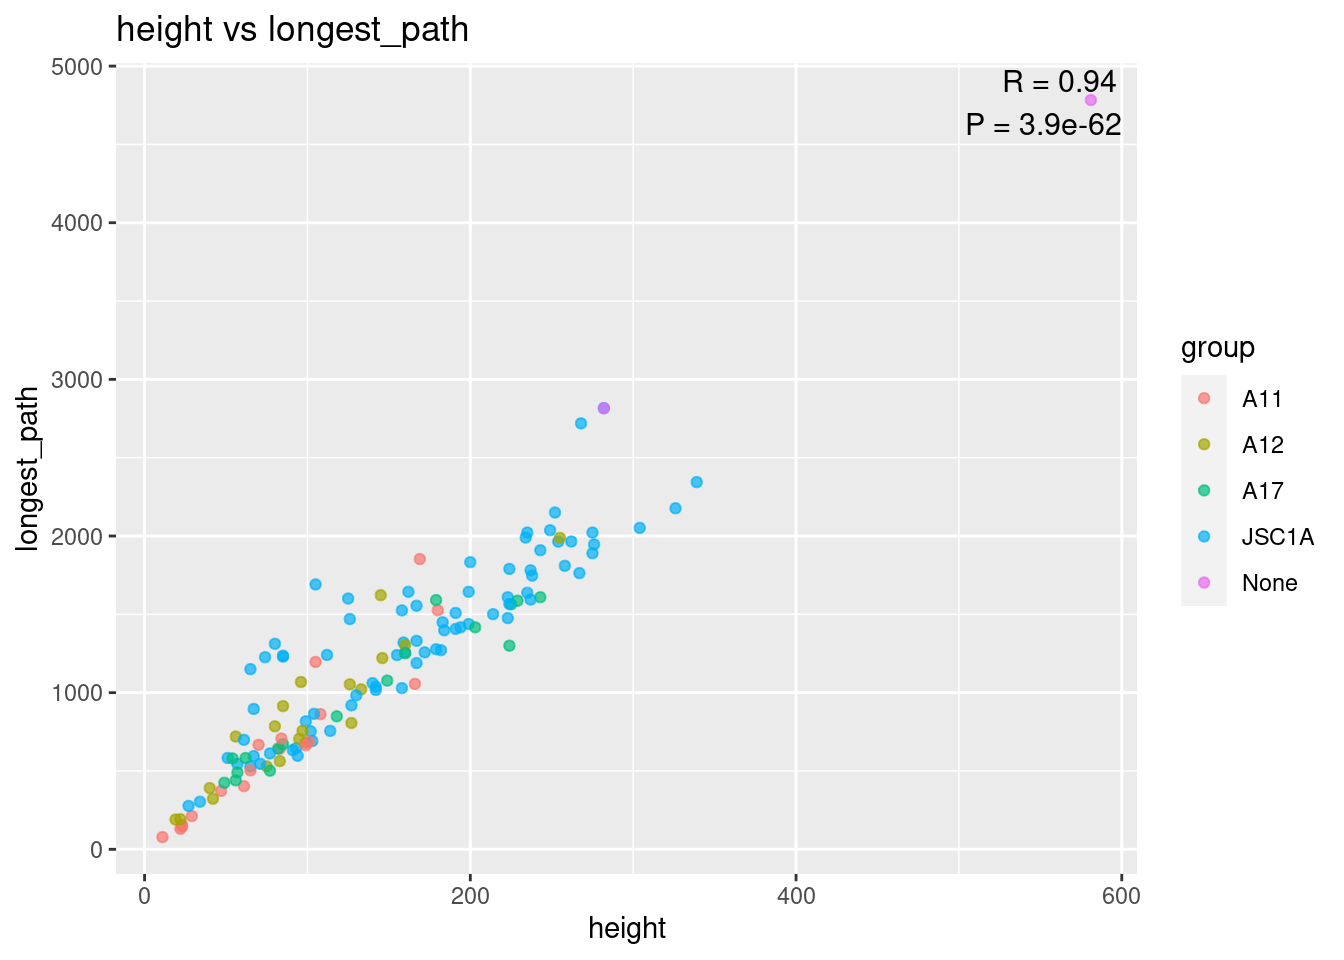 height vs longest_path
5000
4000
3000
2000
1000
0
longest_path
R = 0.94
P = 3.9e-62
0
200
400
600
height
group
A11
A12
A17
JSC1A
None